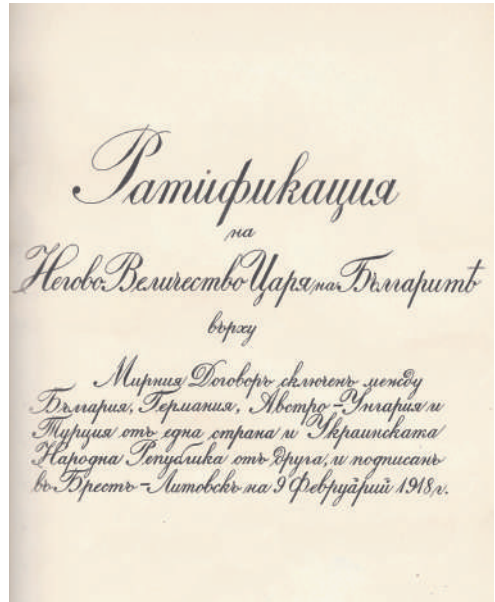 Ратификация
на
Негово Величество Царя на Българитѣ
върху
Мирния Договоръ сключенъ между
България, Германия, Австро-Унгария и
Турция отъ една страна и Украинската
Народна Република отъ друга, и подписанъ
въ Брестъ-Литовскъ на 9 Февруарий 1918 г.